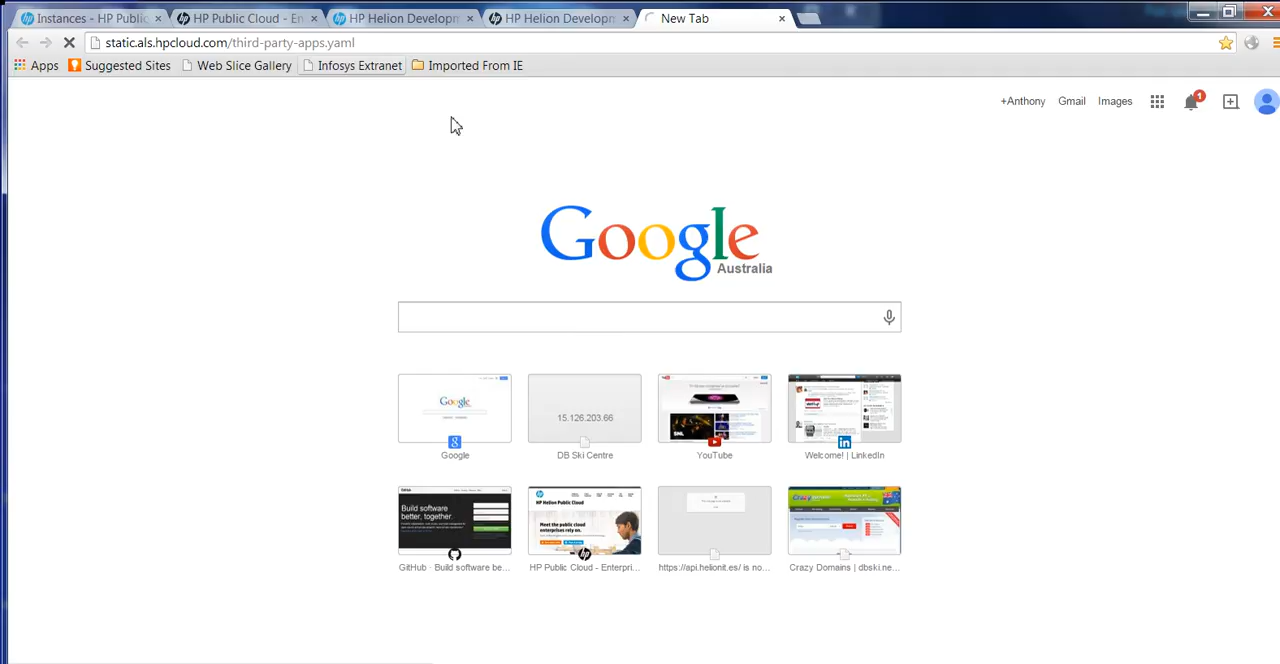 Instances - HP Public
HP Public Cloud - En
HP Helion Developm
HP Helion Developm
New Tab
static.als.hpcloud.com/third-party-apps.yaml
Apps
Suggested Sites
Web Slice Gallery
Infosys Extranet
Imported From IE
+Anthony
Gmail
Images
1
Google
Australia
Google
15.126.203.66
Google
DB Ski Centre
YouTube
Welcome! | LinkedIn
Build software
better, together.
HP Helion Public Cloud
Meet the public cloud
enterprises rely on.
GitHub · Build software be...
HP Public Cloud - Enterpri...
https://api.helionit.es/ is no...
Crazy Domains | dbski.ne...